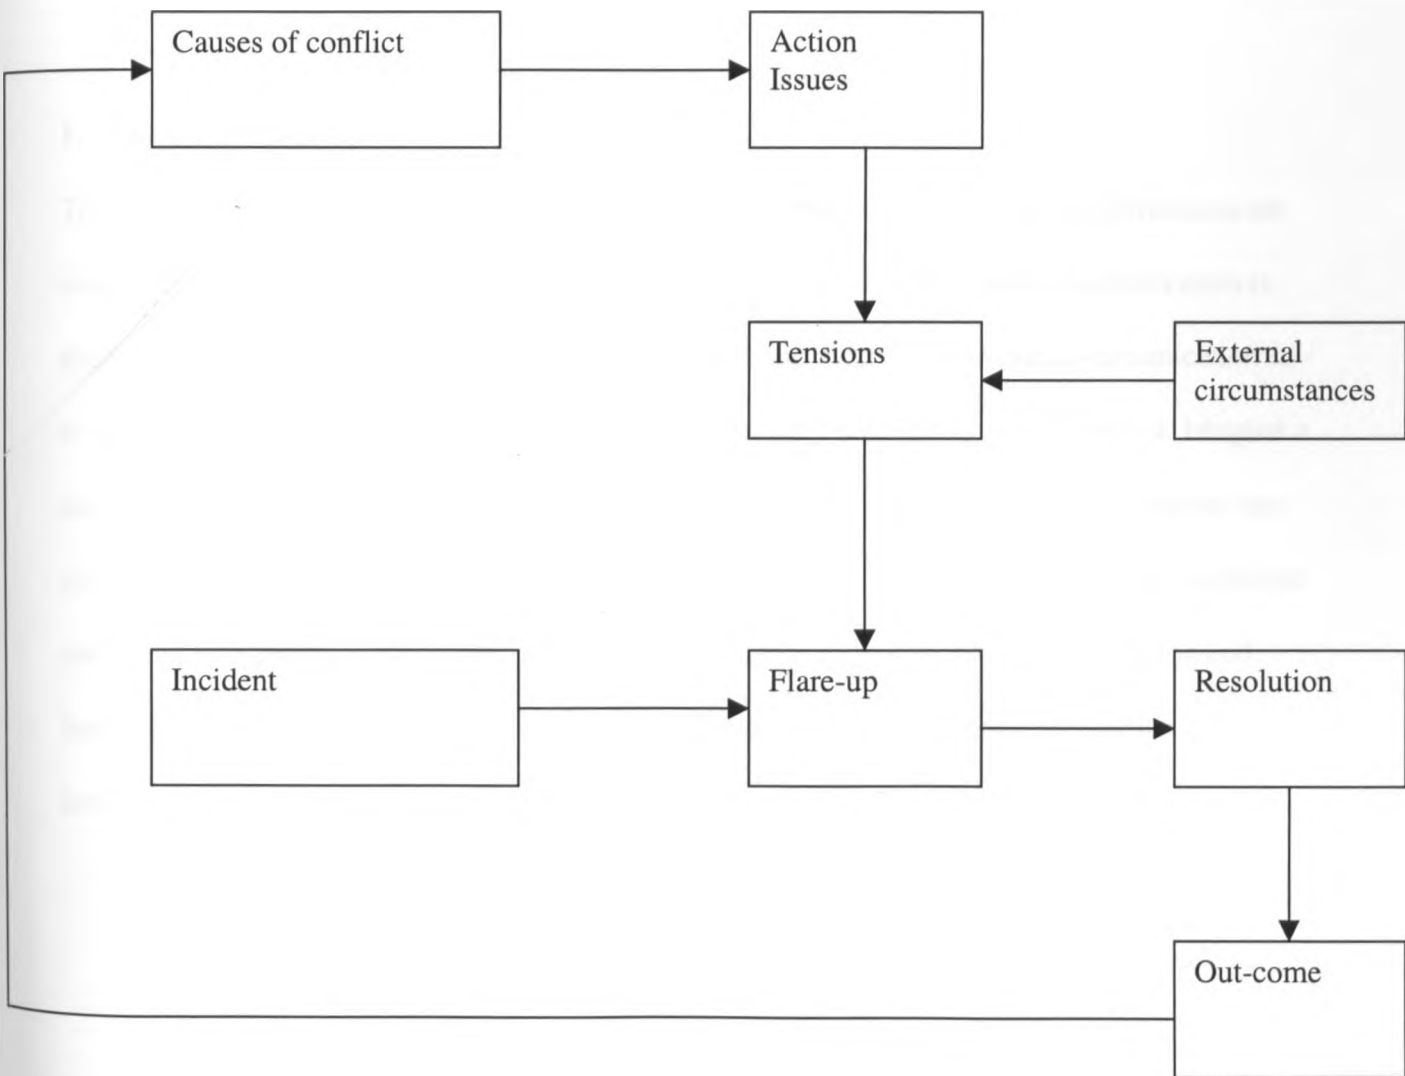 Causes of conflict
Action
Issues
Tensions
External
circumstances
Incident
Flare-up
Resolution
Out-come